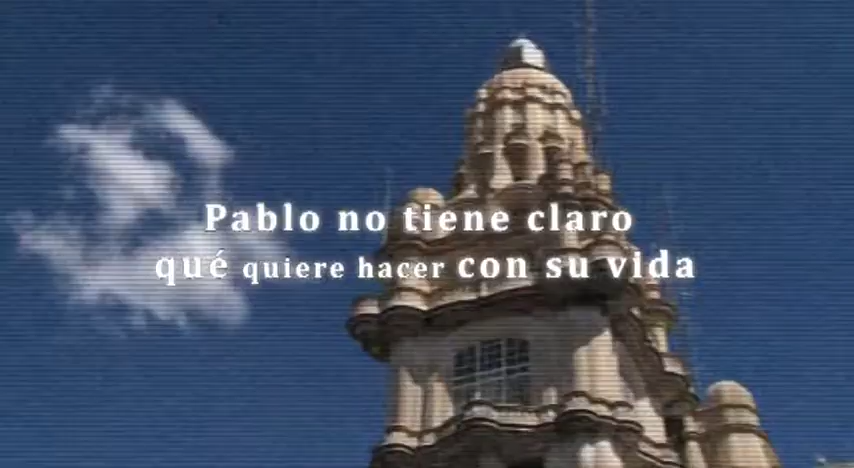 Pablo no tiene claro
qué quiere hacer con su vida